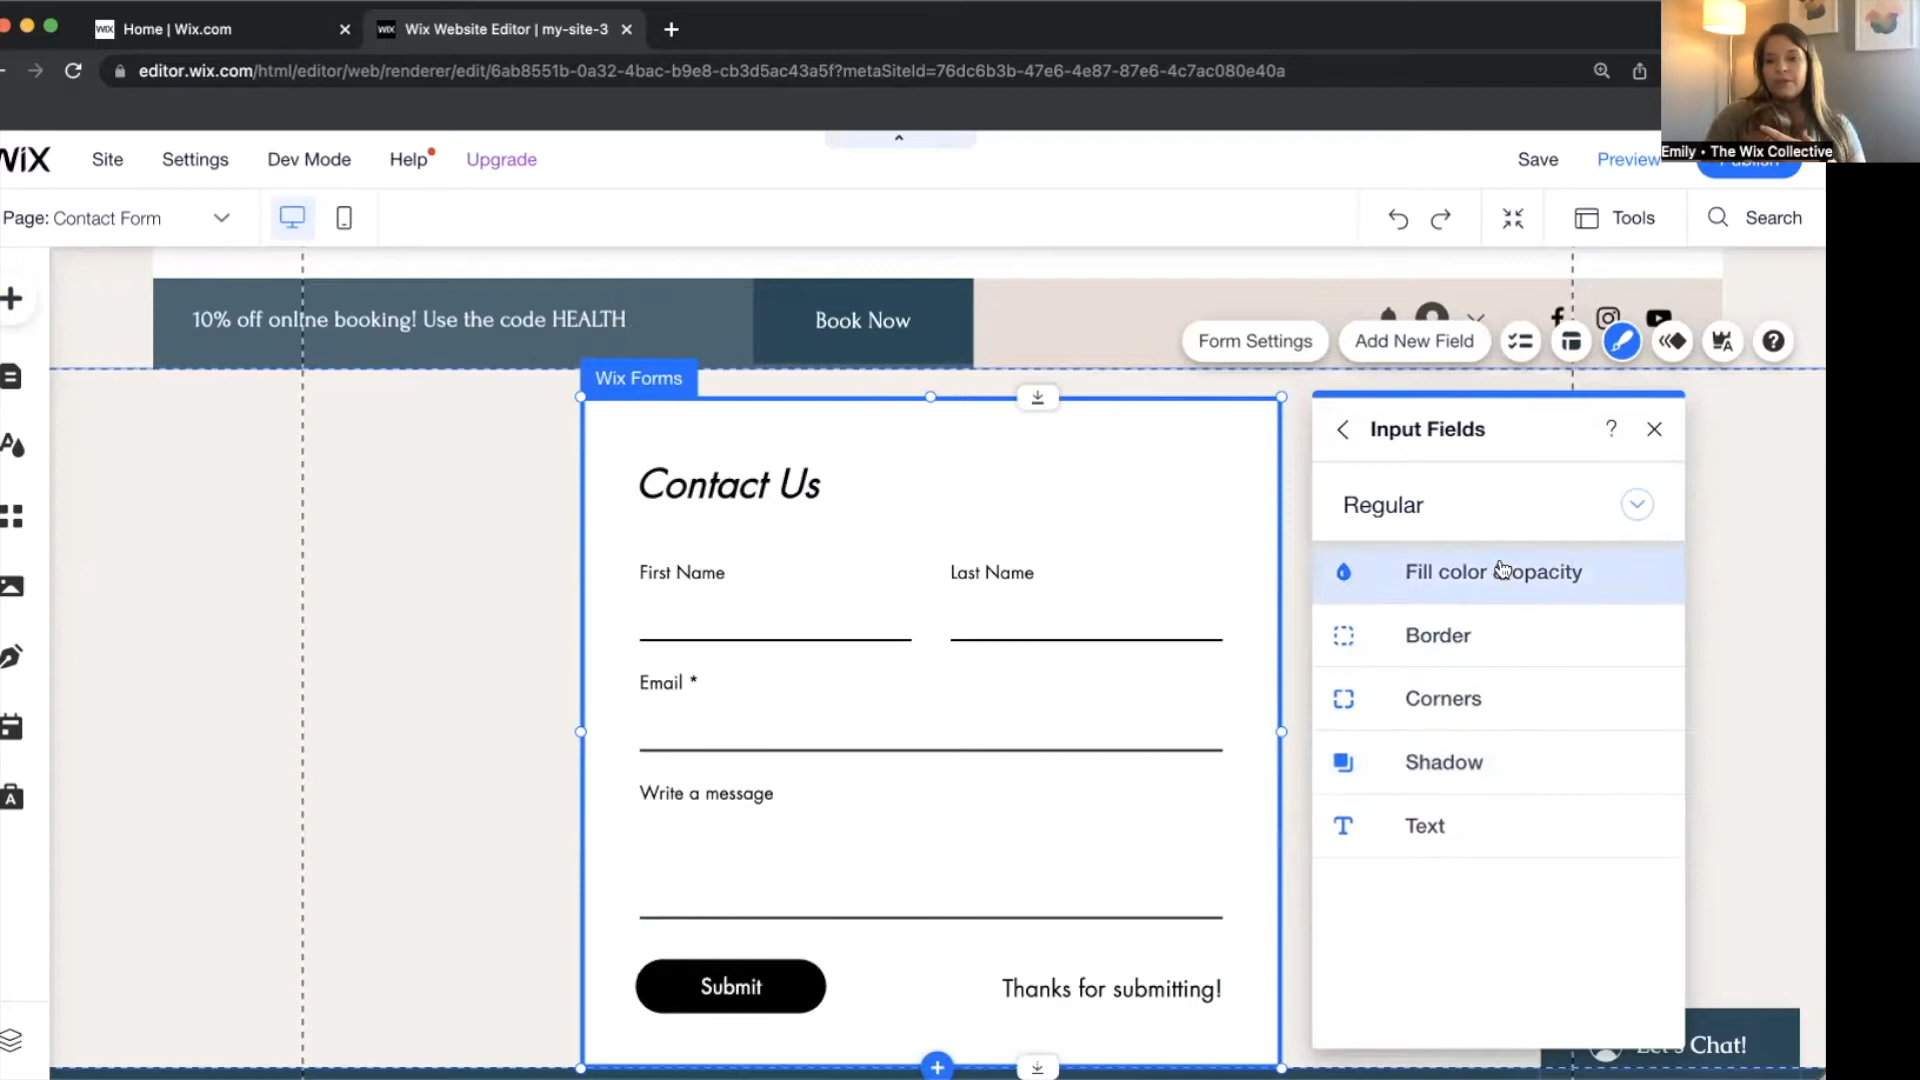 WIX Home | Wix.com
WIX Wix Website Editor | my-site-3
editor.wix.com/html/editor/web/renderer/edit/6ab8551b-0a32-4bac-b9e8-cb3d5ac43a5f?metaSiteId=76dc6b3b-47e6-4e87-87e6-4c7ac080e40a
Emily • The Wix Collective
WiX Site Settings Dev Mode Help Upgrade Save Preview Publish
Page: Contact Form Tools Search
10% off online booking! Use the code HEALTH Book Now
Form Settings Add New Field
Wix Forms
Input Fields ?
Contact Us
Regular
First Name Last Name
Fill color & opacity
Border
Email *
Corners
Shadow
Write a message
Text
Submit Thanks for submitting!
Let's Chat!